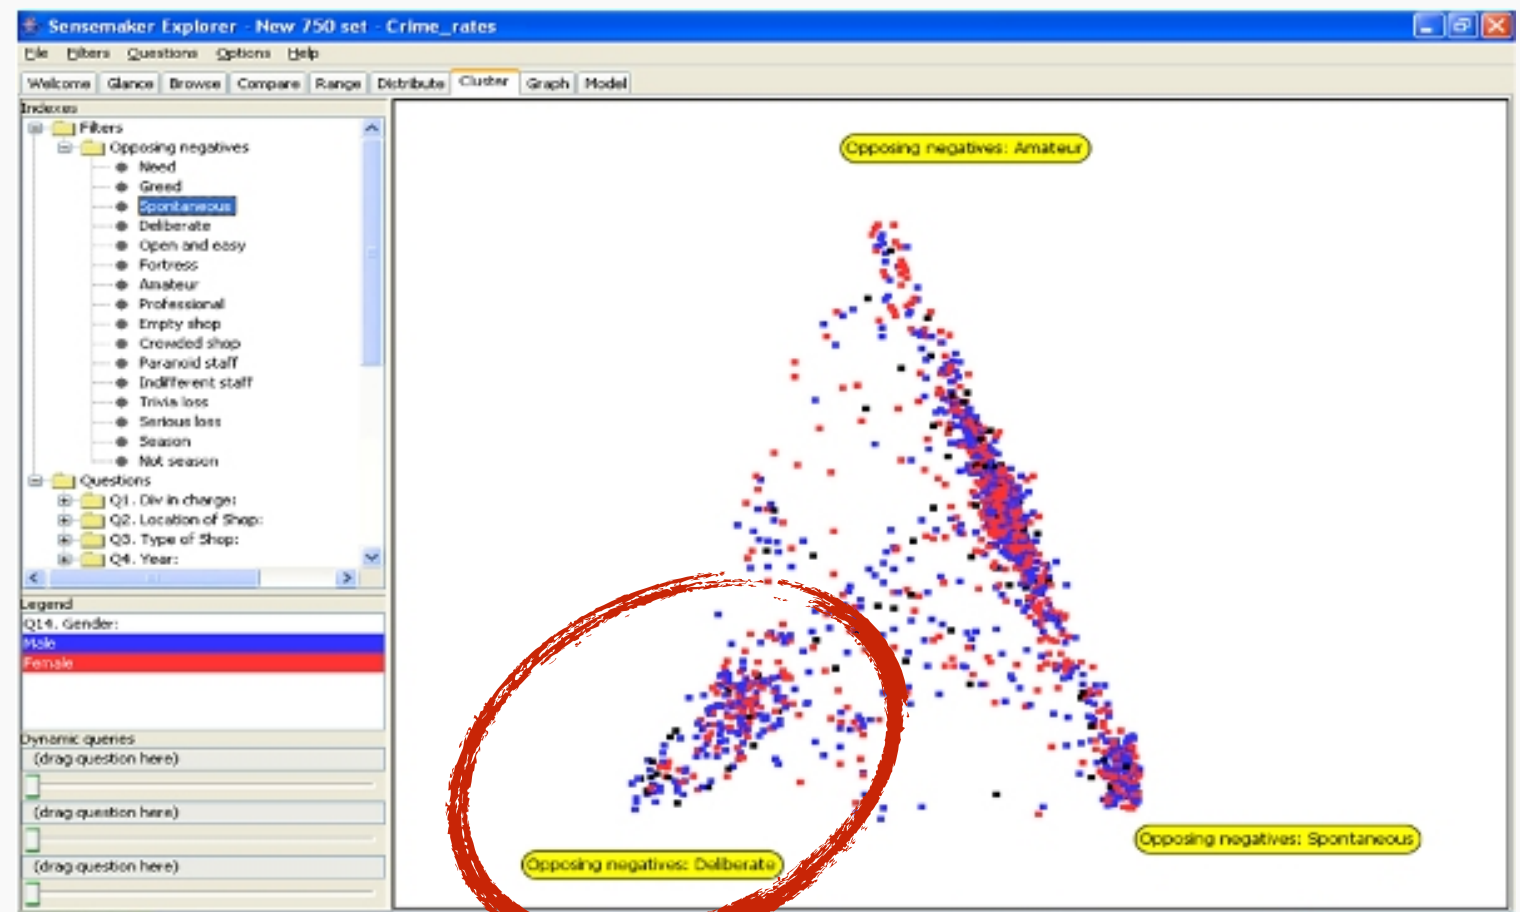 Sensemaker Explorer - New 750 set - Crime_rates
File Filters Questions Options Help
Welcome Glance Browse Compare Range Distribute Cluster Graph Model
Indexes
Filters
Opposing negatives
Need
Greed
Spontaneous
Deliberate
Open and easy
Fortress
Amateur
Professional
Empty shop
Crowded shop
Paranoid staff
Indifferent staff
Trivia loss
Serious loss
Season
Not season
Questions
Q1. Div in charge:
Q2. Location of Shop:
Q3. Type of Shop:
Q4. Year:
Legend
Q14. Gender:
Male
Female
Dynamic queries
(drag question here)
(drag question here)
(drag question here)
Opposing negatives: Amateur
Opposing negatives: Spontaneous
Opposing negatives: Deliberate